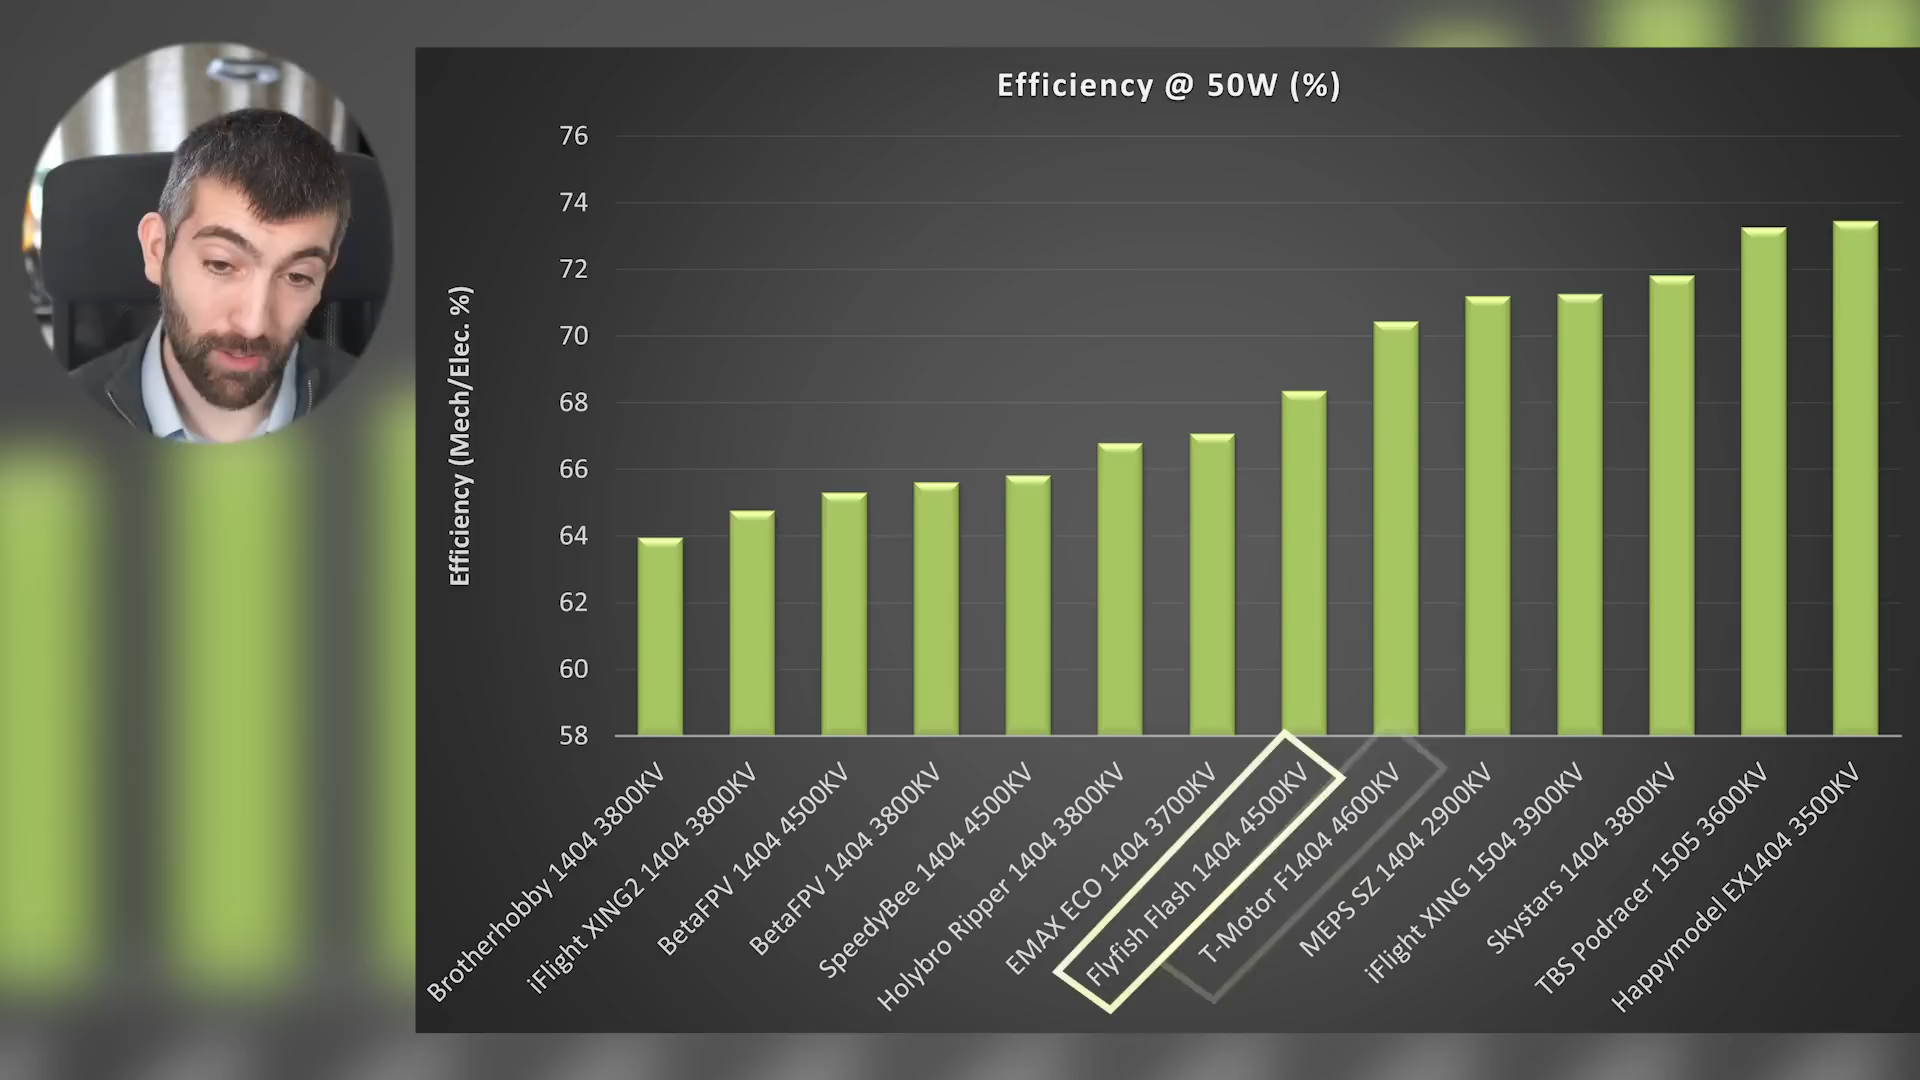 Efficiency @ 50W (%)
Efficiency (Mech/Elec. %)
76
74
72
70
68
66
64
62
60
58
Brotherhobby 1404 3800KV
iFlight XING2 1404 3800KV
BetaFPV 1404 4500KV
BetaFPV 1404 3800KV
SpeedyBee 1404 4500KV
Holybro Ripper 1404 3800KV
EMAX ECO 1404 3700KV
Flyfish Flash 1404 4500KV
T-Motor F1404 4600KV
MEPS SZ 1404 2900KV
iFlight XING 1504 3900KV
Skystars 1404 3800KV
TBS Podracer 1505 3600KV
Happymodel EX1404 3500KV